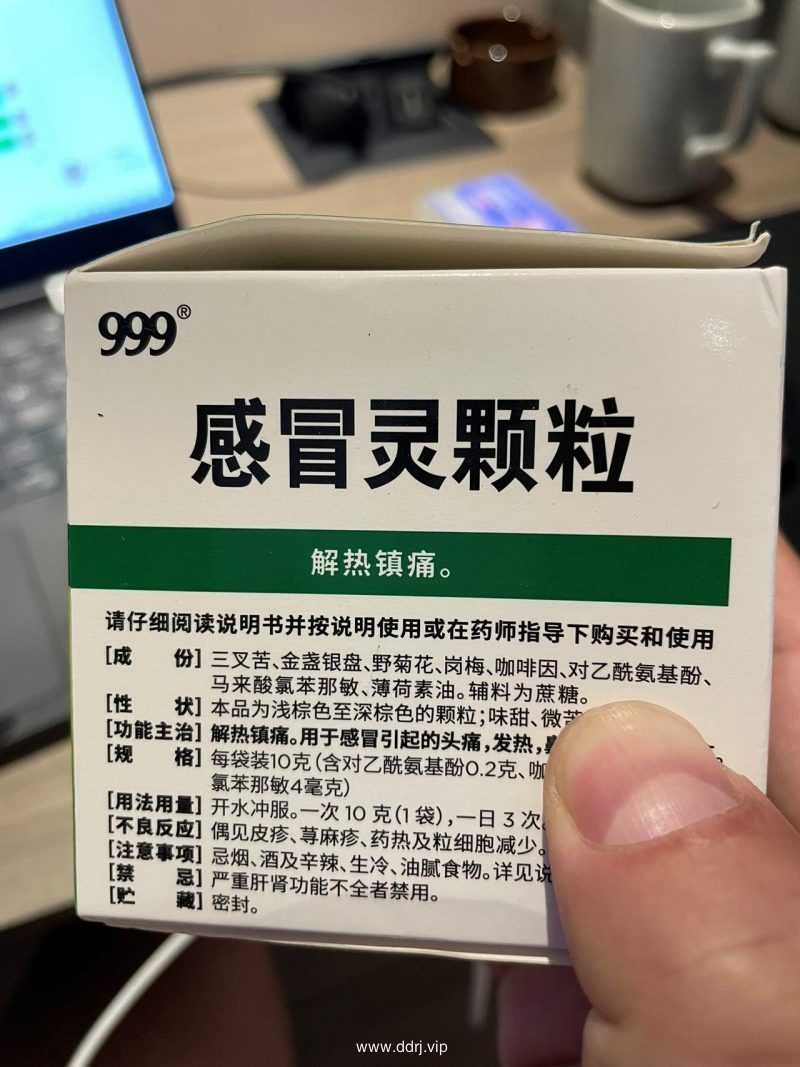 999®
感冒灵颗粒
解热镇痛。
请仔细阅读说明书并按说明使用或在药师指导下购买和使用
[成 份] 三叉苦、金盏银盘、野菊花、岗梅、咖啡因、对乙酰氨基酚、
马来酸氯苯那敏、薄荷素油。辅料为蔗糖。
[性 状] 本品为浅棕色至深棕色的颗粒;味甜、微苦
[功能主治] 解热镇痛。用于感冒引起的头痛,发热,
[规 格] 每袋装10克(含对乙酰氨基酚0.2克、咖
氯苯那敏4毫克)
[用法用量] 开水冲服。一次 10 克(1 袋),一日 3 次。
[不良反应] 偶见皮疹、荨麻疹、药热及粒细胞减少。
[注意事项] 忌烟、酒及辛辣、生冷、油腻食物。详见说
[禁 忌] 严重肝肾功能不全者禁用。
[贮 藏] 密封。
www.ddrj.vip